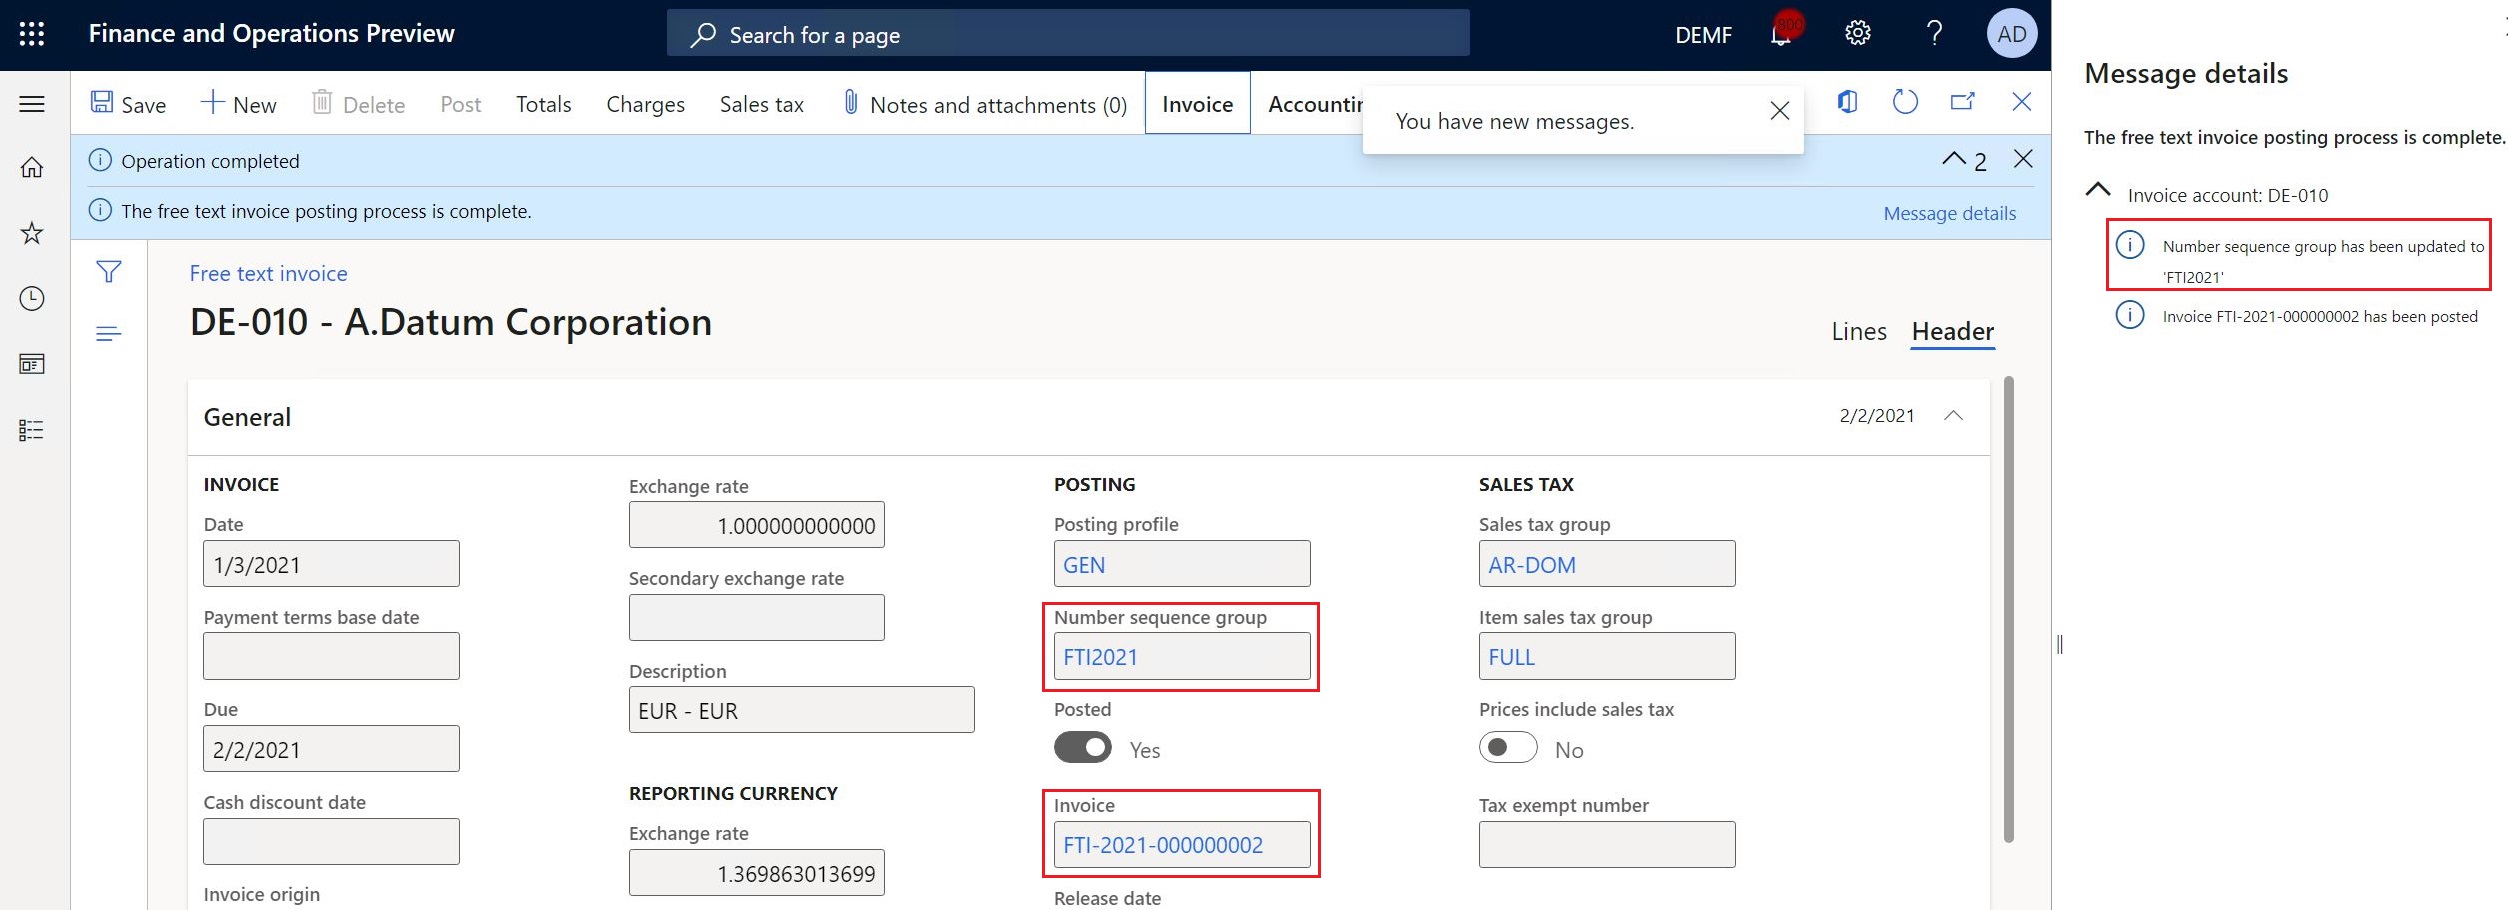 Finance and Operations Preview
Search for a page
DEMF
800
?
AD
Save
New
Delete
Post
Totals
Charges
Sales tax
Notes and attachments (0)
Invoice
You have new messages.
Operation completed
2
The free text invoice posting process is complete.
Message details
Free text invoice
DE-010 - A.Datum Corporation
Lines
Header
General
2/2/2021
INVOICE
Date
1/3/2021
Payment terms base date
Due
2/2/2021
Cash discount date
Invoice origin
Exchange rate
1.000000000000
Secondary exchange rate
Description
EUR - EUR
REPORTING CURRENCY
Exchange rate
1.369863013699
POSTING
Posting profile
GEN
Number sequence group
FTI2021
Posted
Yes
Invoice
FTI-2021-000000002
Release date
SALES TAX
Sales tax group
AR-DOM
Item sales tax group
FULL
Prices include sales tax
No
Tax exempt number
Message details
The free text invoice posting process is complete.
Invoice account: DE-010
Number sequence group has been updated to
'FTI2021'
Invoice FTI-2021-000000002 has been posted